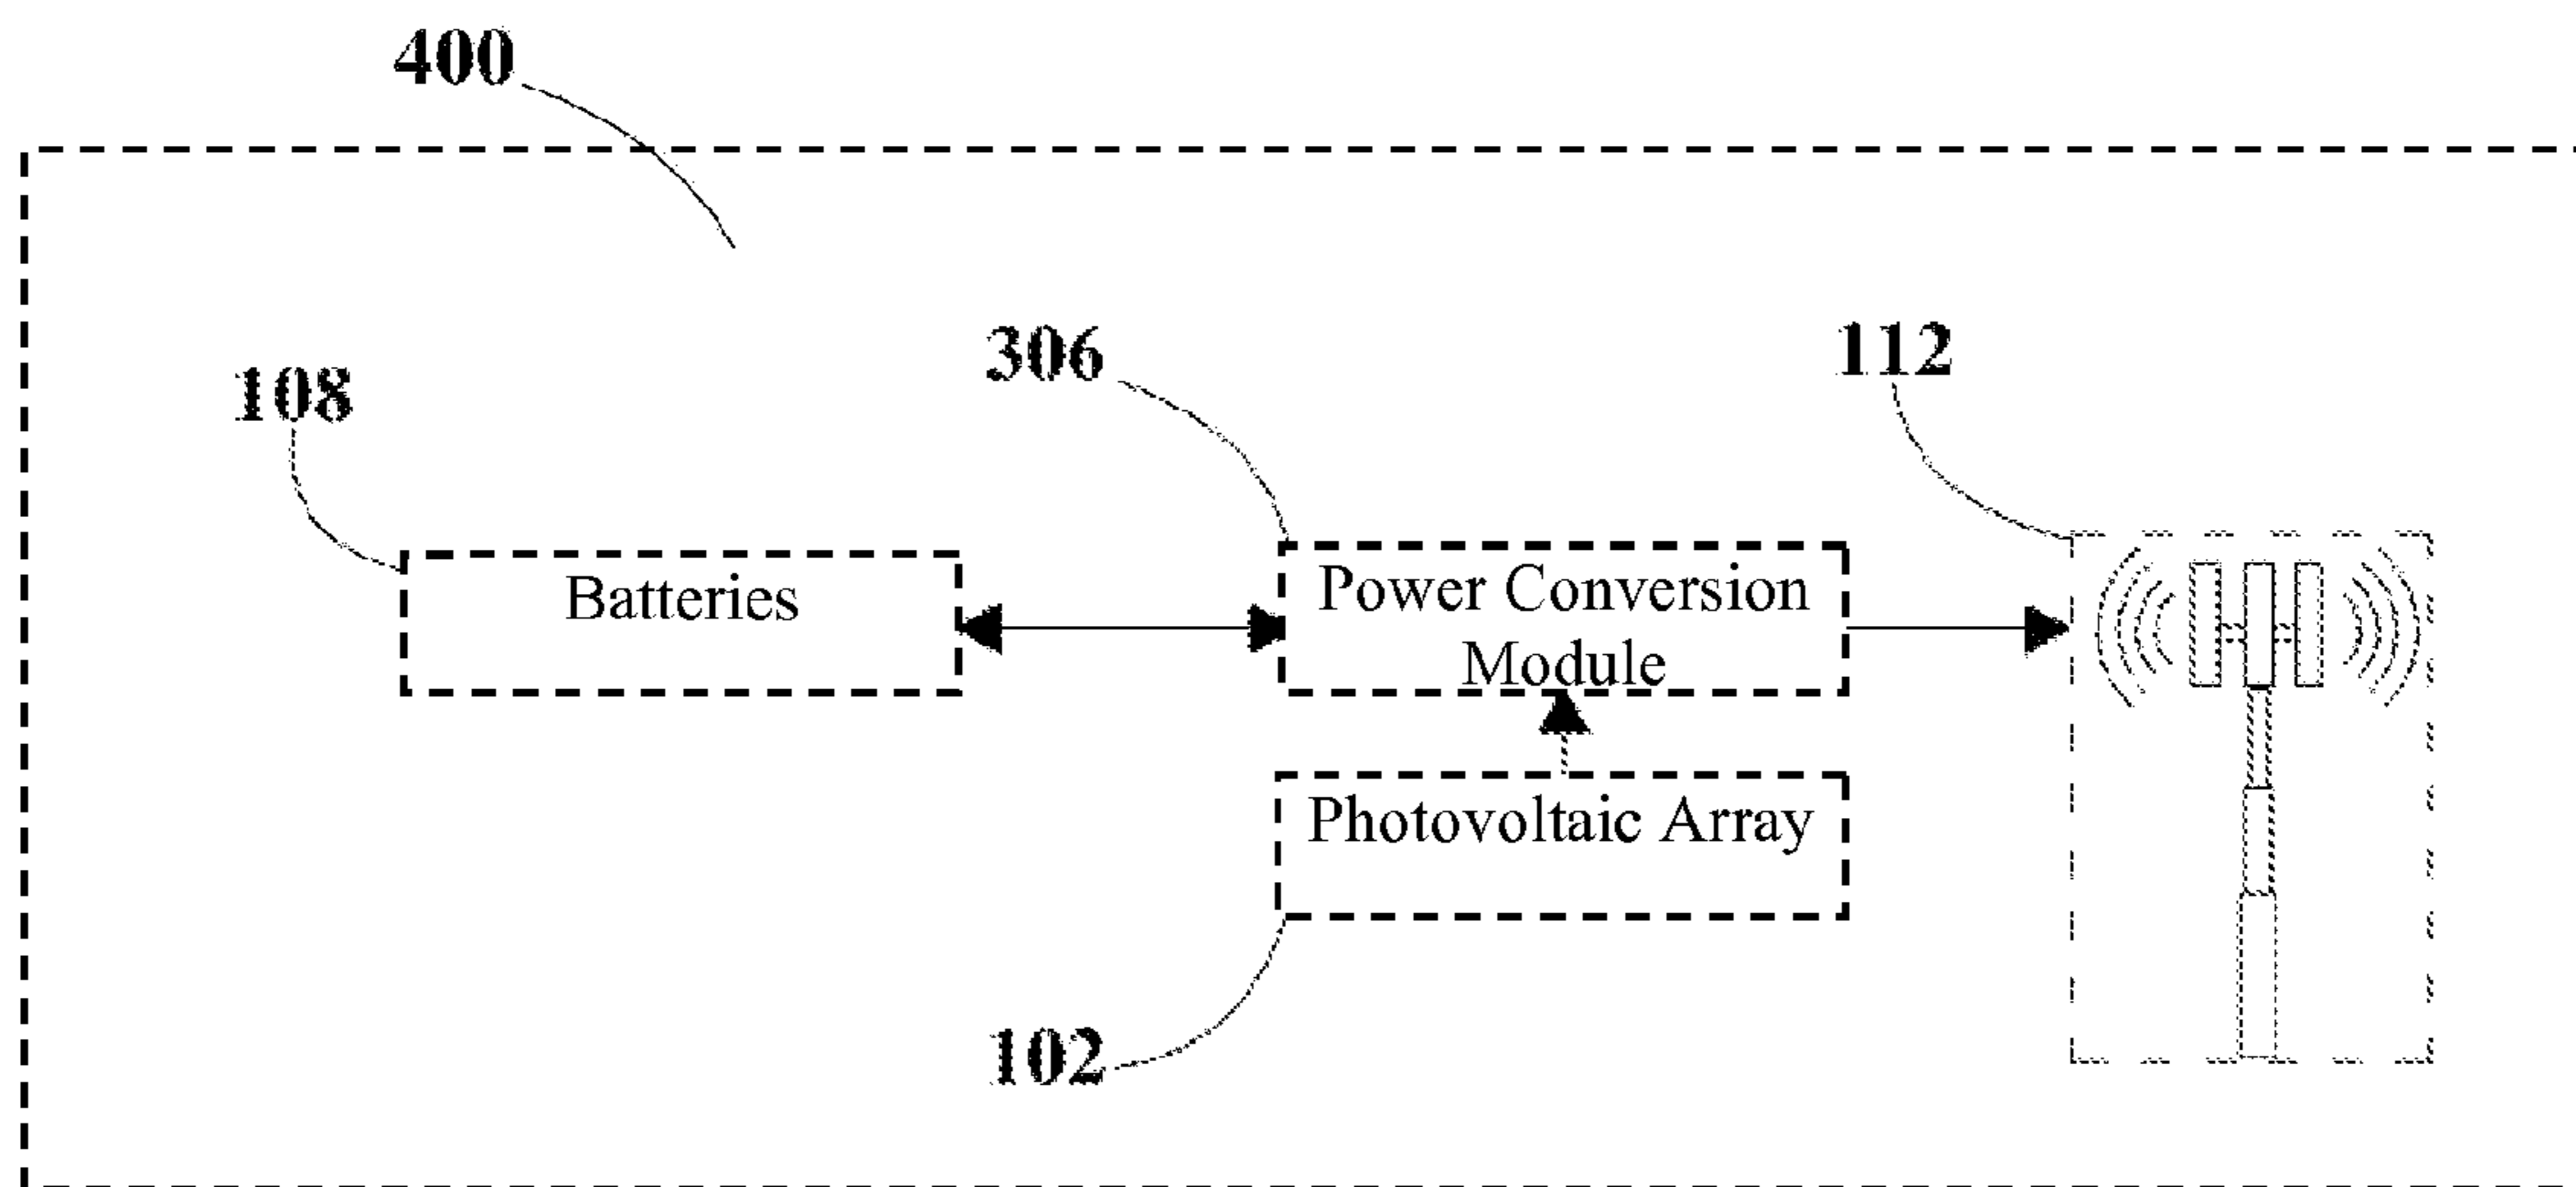 400
108
306
112
Batteries
Power Conversion
Module
Photovoltaic Array
102